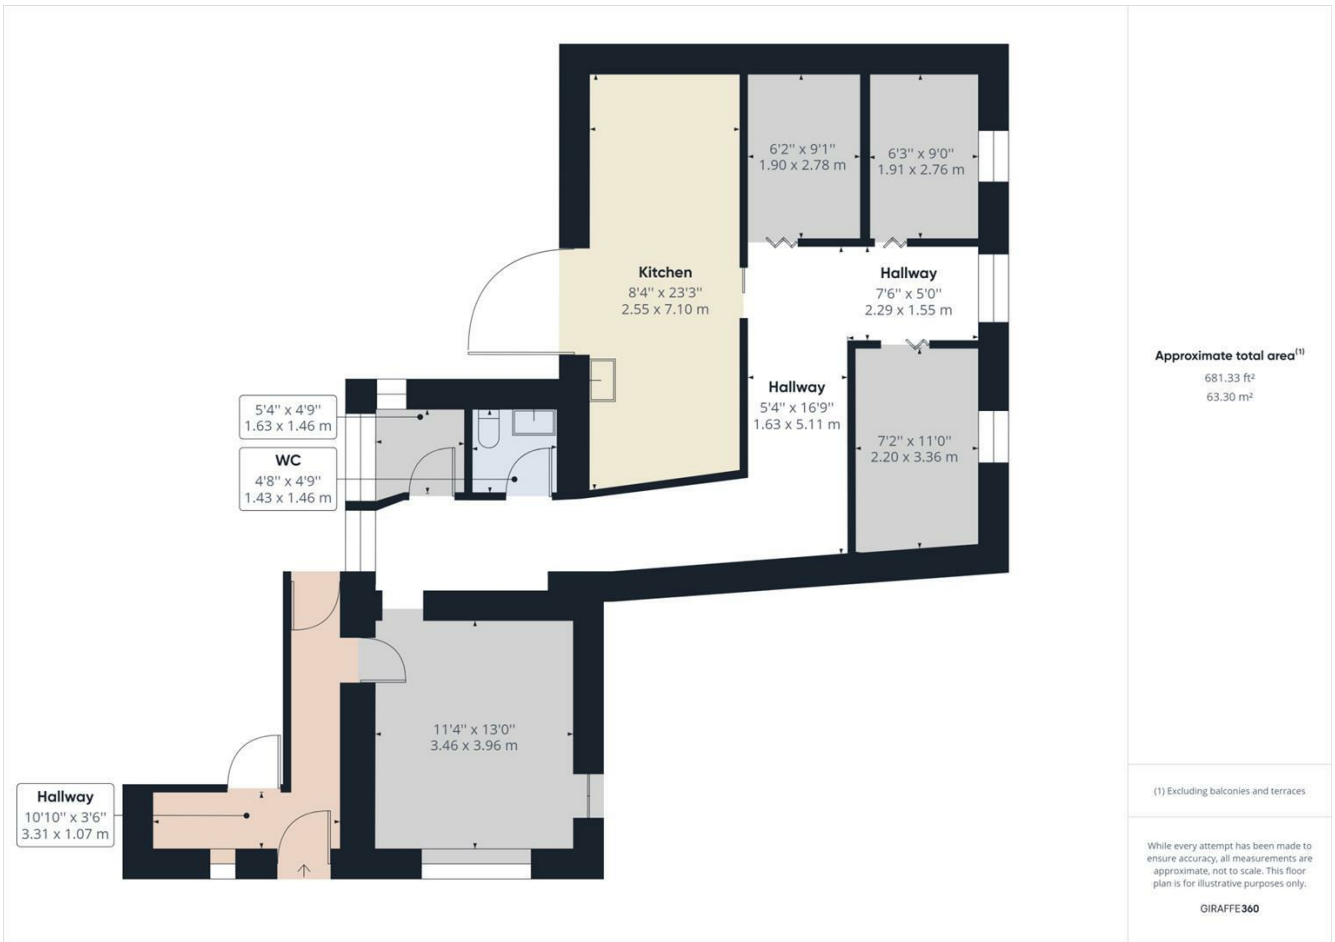 6'2" x 9'1"
1.90 x 2.78 m
6'3" x 9'0"
1.91 x 2.76 m
Kitchen
8'4" x 23'3"
2.55 x 7.10 m
Hallway
7'6" x 5'0"
2.29 x 1.55 m
Hallway
5'4" x 16'9"
1.63 x 5.11 m
5'4" x 4'9"
1.63 x 1.46 m
WC
4'8" x 4'9"
1.43 x 1.46 m
7'2" x 11'0"
2.20 x 3.36 m
11'4" x 13'0"
3.46 x 3.96 m
Hallway
10'10" x 3'6"
3.31 x 1.07 m
Approximate total area(1)
681.33 ft²
63.30 m²
(1) Excluding balconies and terraces
While every attempt has been made to
ensure accuracy, all measurements are
approximate, not to scale. This floor
plan is for illustrative purposes only.
GIRAFFE360